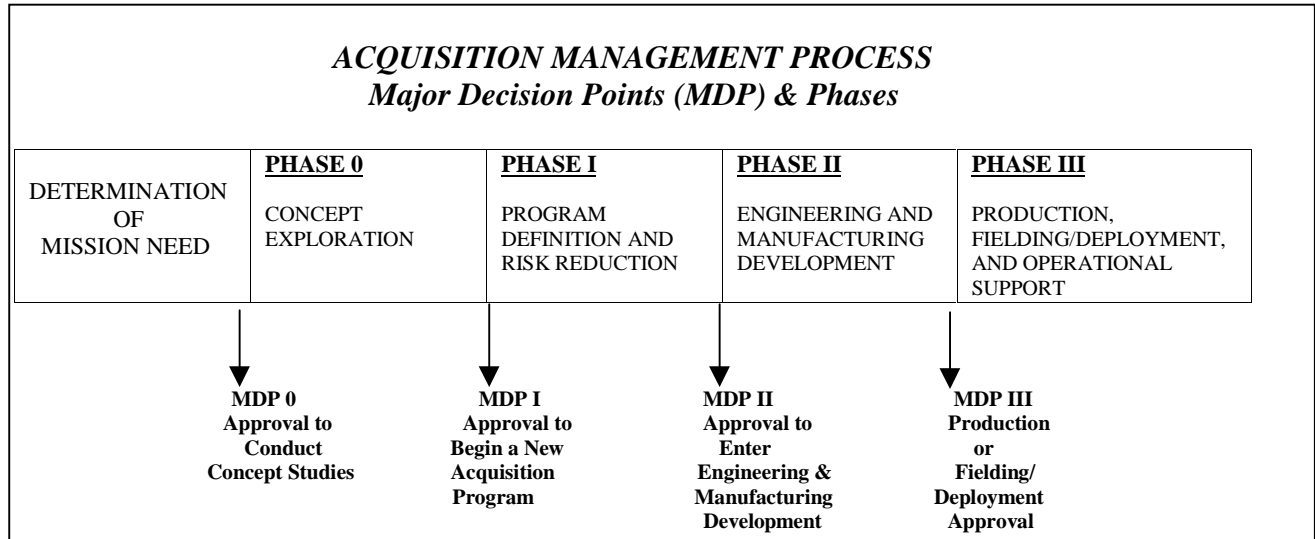 ACQUISITION MANAGEMENT PROCESS
Major Decision Points (MDP) & Phases
DETERMINATION
OF
MISSION NEED
PHASE 0
CONCEPT
EXPLORATION
PHASE I
PROGRAM
DEFINITION AND
RISK REDUCTION
PHASE II
ENGINEERING AND
MANUFACTURING
DEVELOPMENT
PHASE III
PRODUCTION,
FIELDING/DEPLOYMENT,
AND OPERATIONAL
SUPPORT
MDP 0
Approval to
Conduct
Concept Studies
MDP I
Approval to
Begin a New
Acquisition
Program
MDP II
Approval to
Enter
Engineering &
Manufacturing
Development
MDP III
Production
or
Fielding/
Deployment
Approval